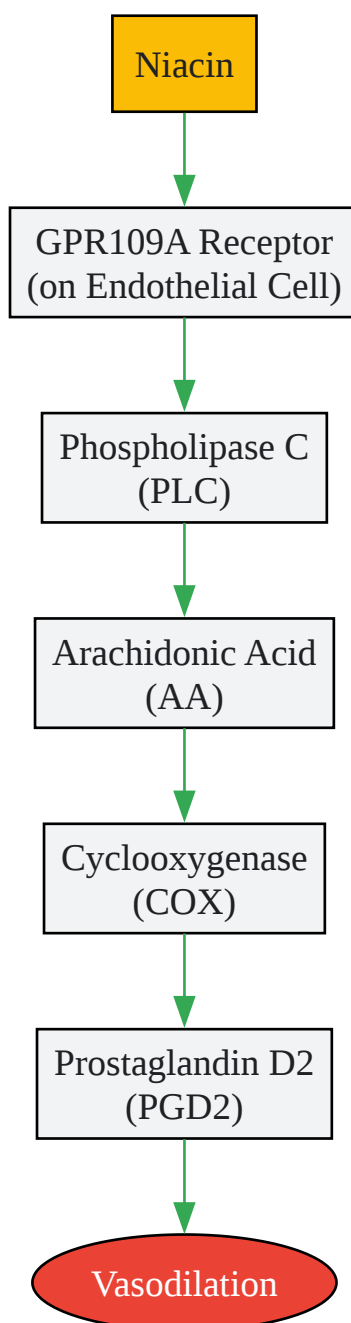 Niacin
GPR109A Receptor
(on Endothelial Cell)
Phospholipase C
(PLC)
Arachidonic Acid
(AA)
Cyclooxygenase
(COX)
Prostaglandin D2
(PGD2)
Vasodilation